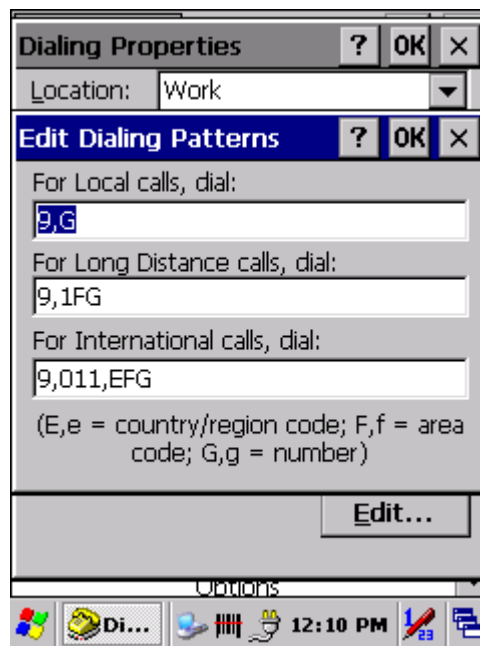 Dialing Properties ? OK ×
Location: Work
Edit Dialing Patterns ? OK ×
For Local calls, dial:
9,G
For Long Distance calls, dial:
9,1FG
For International calls, dial:
9,011,EFG
(E,e = country/region code; F,f = area
code; G,g = number)
Edit...
Options
Di... 12:10 PM 1 23